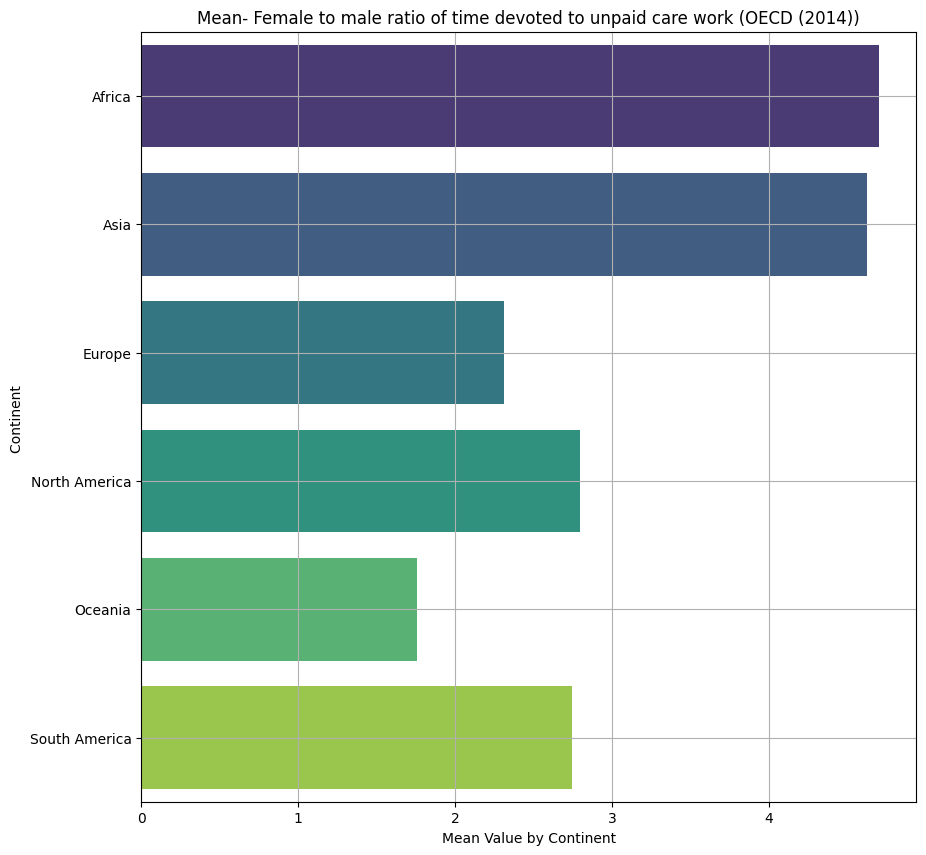 Mean- Female to male ratio of time devoted to unpaid care work (OECD (2014))
Continent
Africa
Asia
Europe
North America
Oceania
South America
0 1 2 3 4
Mean Value by Continent